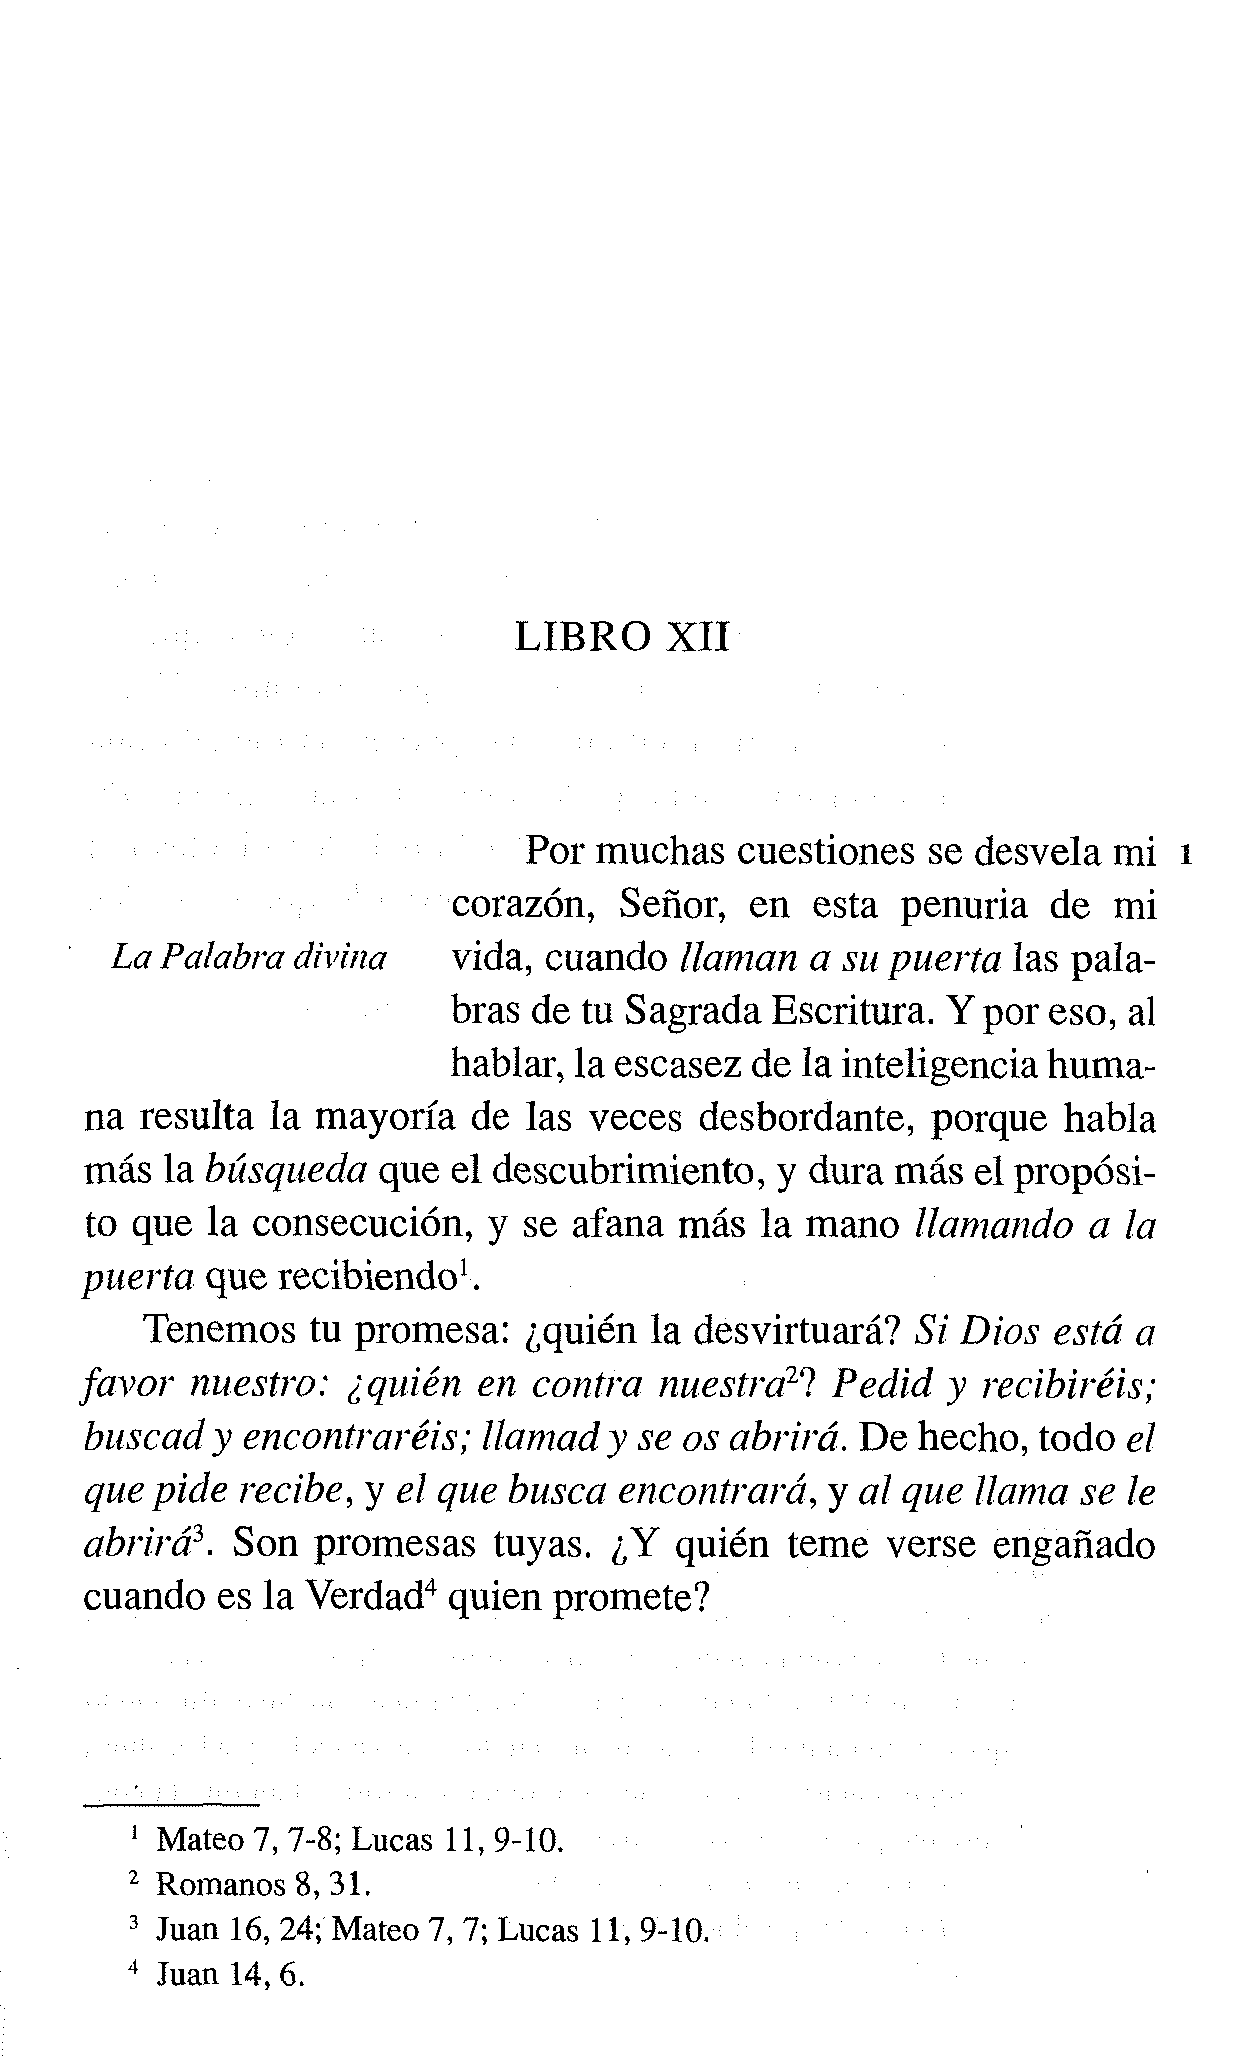 LIBRO XII
Por muchas cuestiones se desvela mi 1
corazón, Señor, en esta penuria de mi
La Palabra divina
vida, cuando llaman a su puerta las pala-
bras de tu Sagrada Escritura. Y por eso, al
hablar, la escasez de la inteligencia huma-
na resulta la mayoría de las veces desbordante, porque habla
más la búsqueda que el descubrimiento, y dura más el propósi-
to que la consecución, y se afana más la mano llamando a la
puerta que recibiendo¹.
Tenemos tu promesa: ¿quién la desvirtuará? Si Dios está a
favor nuestro: ¿quién en contra nuestra²? Pedid y recibiréis;
buscad y encontraréis; llamad y se os abrirá. De hecho, todo el
que pide recibe, y el que busca encontrará, y al que llama se le
abrirá³. Son promesas tuyas. ¿Y quién teme verse engañado
cuando es la Verdad⁴ quien promete?
¹ Mateo 7, 7-8; Lucas 11, 9-10.
² Romanos 8, 31.
³ Juan 16, 24; Mateo 7, 7; Lucas 11, 9-10.
⁴ Juan 14, 6.